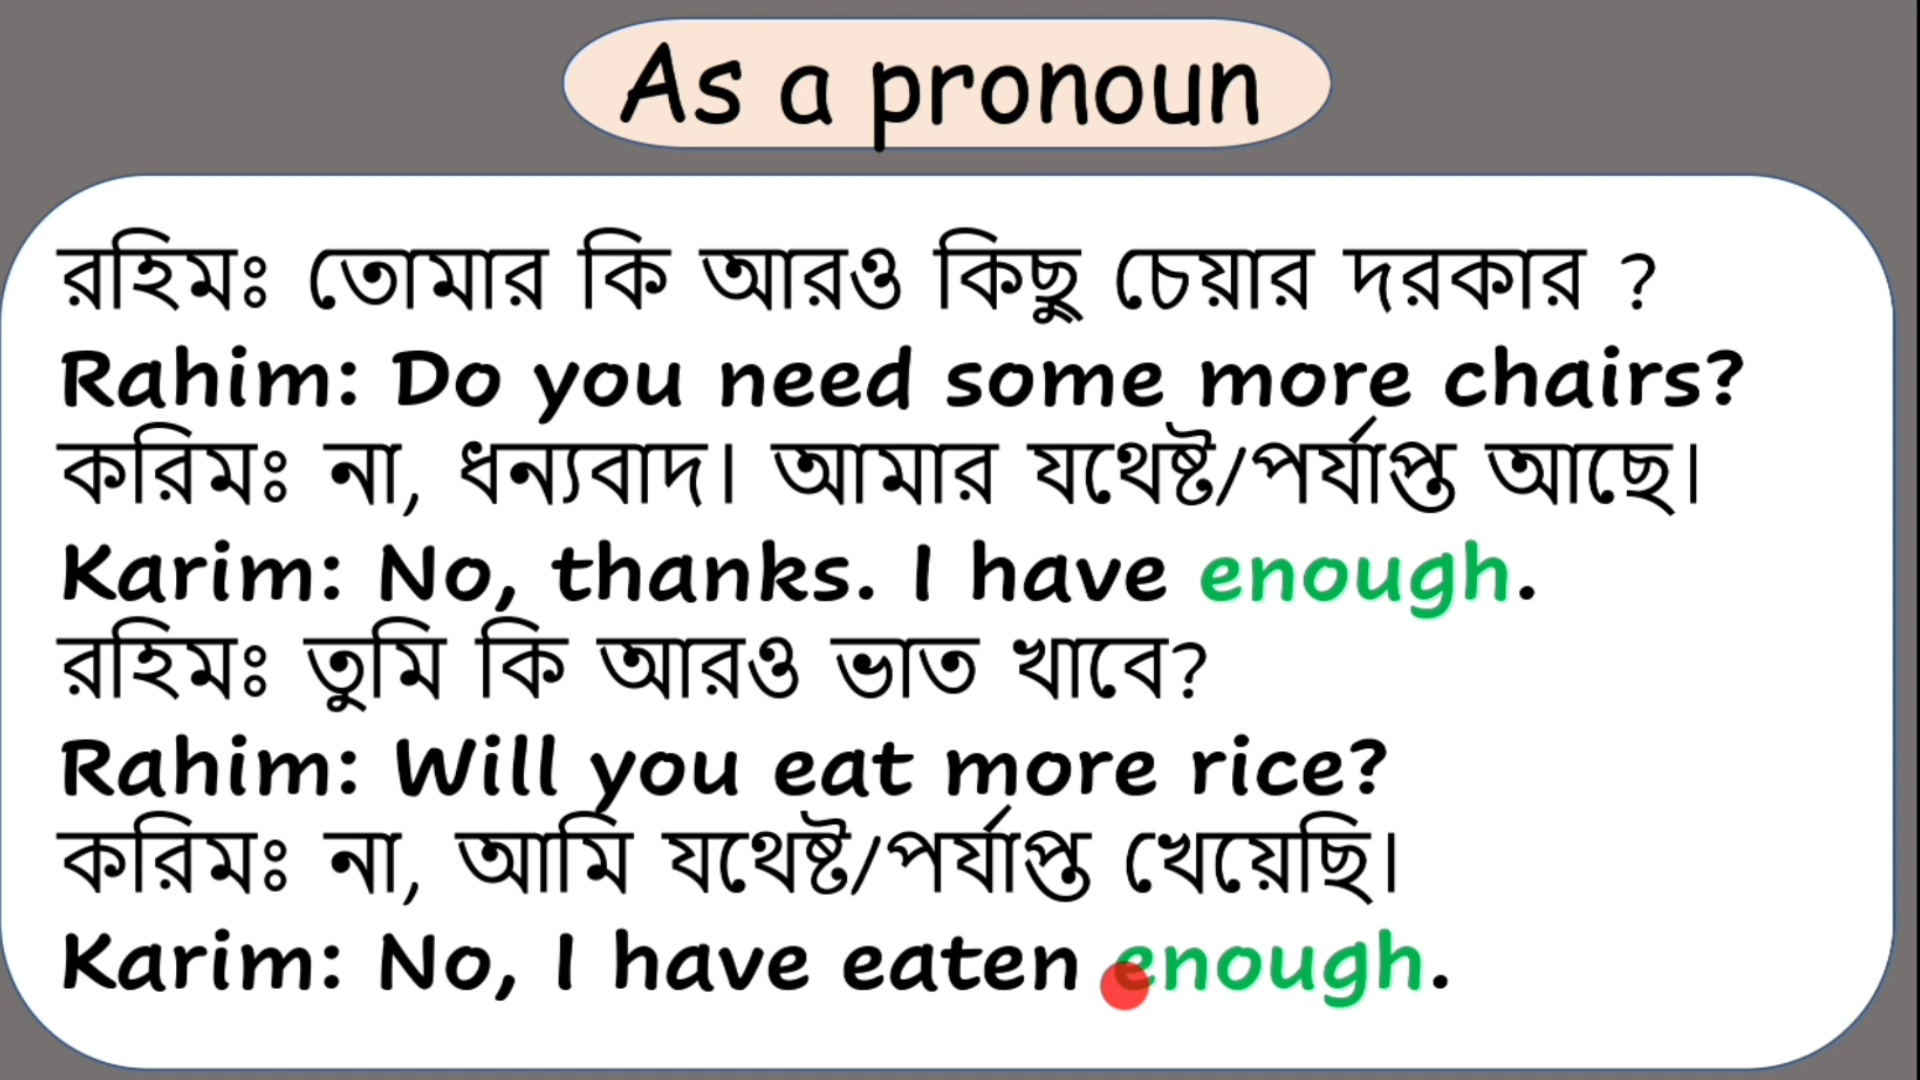 As a pronoun
রহিমঃ তোমার কি আরও কিছু চেয়ার দরকার ?
Rahim: Do you need some more chairs?
করিমঃ না, ধন্যবাদ। আমার যথেষ্ট/পর্যাপ্ত আছে।
Karim: No, thanks. I have enough.
রহিমঃ তুমি কি আরও ভাত খাবে?
Rahim: Will you eat more rice?
করিমঃ না, আমি যথেষ্ট/পর্যাপ্ত খেয়েছি।
Karim: No, I have eaten enough.